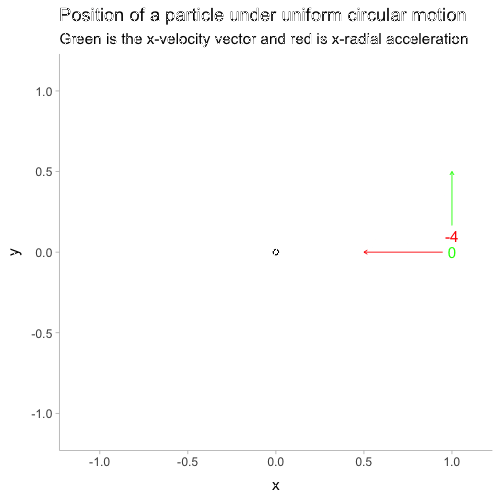 Position of a particle under uniform circular motion
Green is the x-velocity vector and red is x-radial acceleration
1.0
0.5
-4
0.0
0
-0.5
-1.0
y
-1.0 -0.5 0.0 0.5 1.0
x